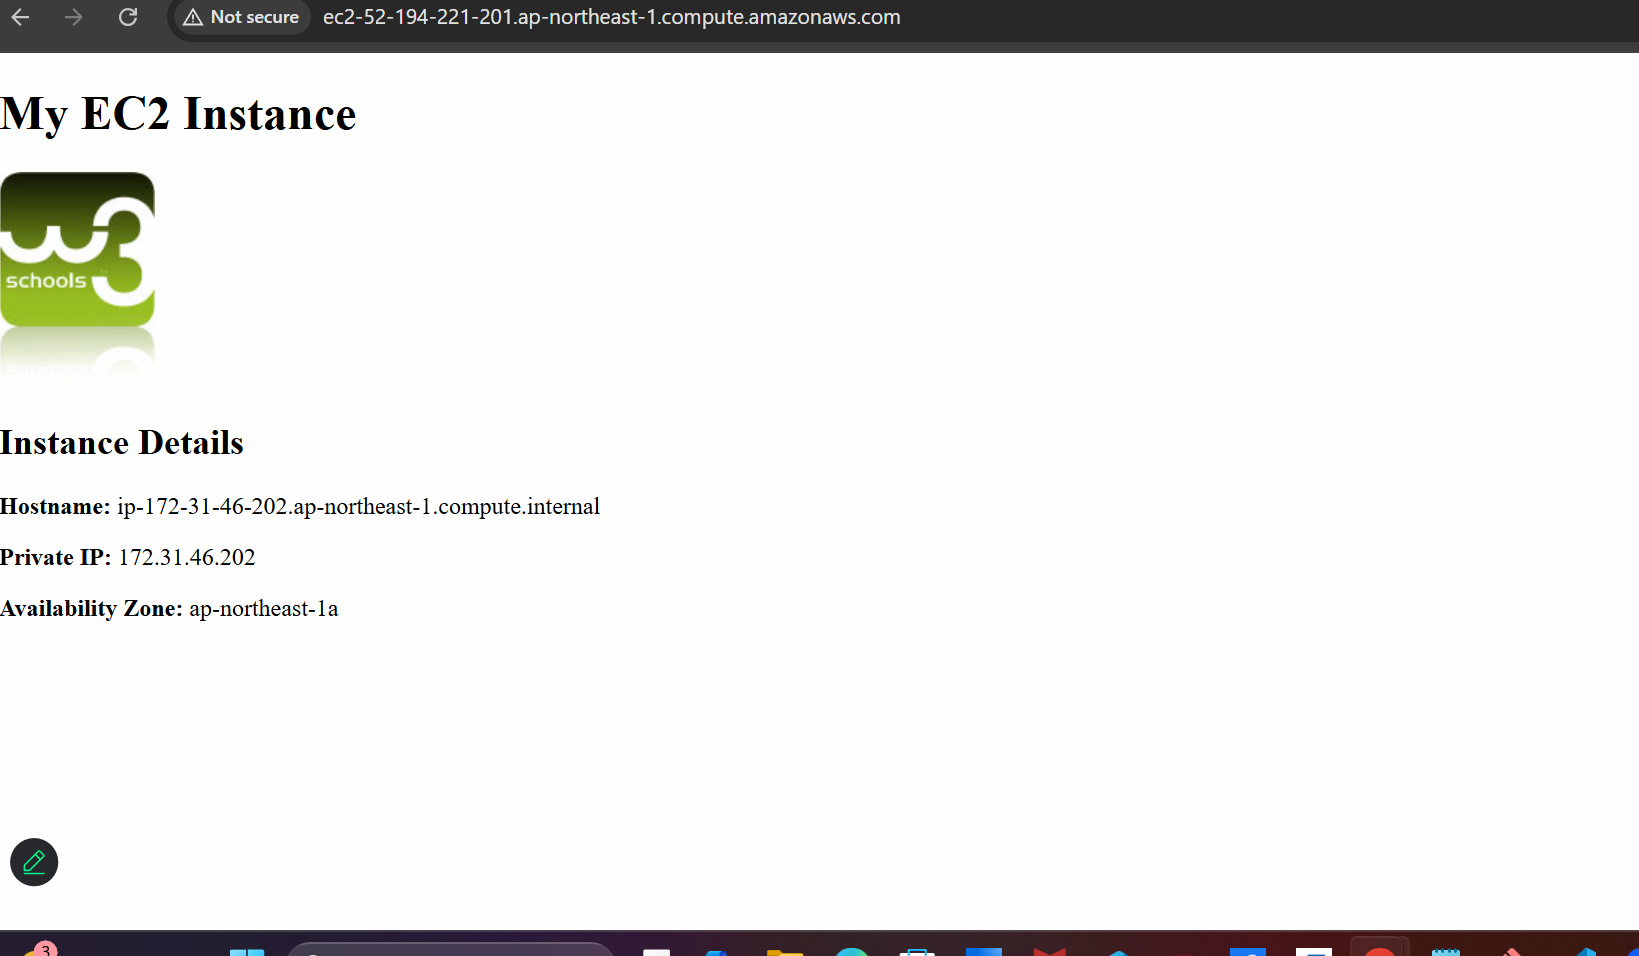 Not secure
ec2-52-194-221-201.ap-northeast-1.compute.amazonaws.com
My EC2 Instance
w3
schools
Instance Details
Hostname: ip-172-31-46-202.ap-northeast-1.compute.internal
Private IP: 172.31.46.202
Availability Zone: ap-northeast-1a
3